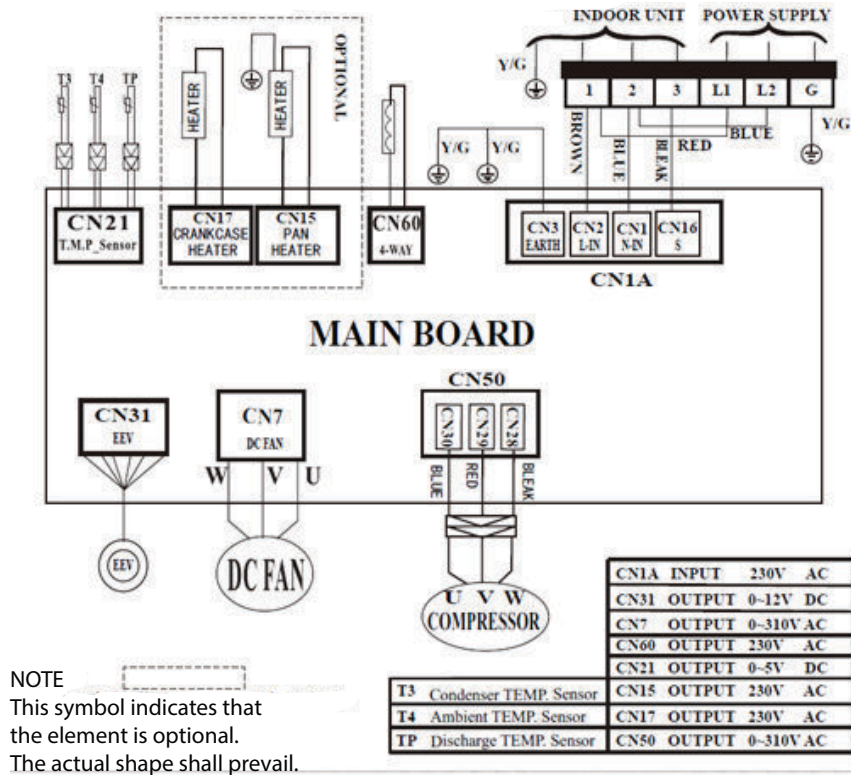 INDOOR UNIT POWER SUPPLY
Y/G
1 2 3 L1 L2 G
BROWN BLUE BLEAK RED BLUE Y/G
T3 T4 TP
HEATER HEATER OPTIONAL
Y/G Y/G Y/G
CN21
T.M.P_Sensor
CN17
CRANKCASE
HEATER
CN15
PAN
HEATER
CN60
4-WAY
CN3
EARTH
CN2
L-IN
CN1
N-IN
CN16
S
CN1A
MAIN BOARD
CN31
EEV
CN7
DC FAN
CN50
CN30 CN29 CN28
W V U
BLUE RED BLEAK
EEV
DC FAN
U V W
COMPRESSOR
CN1A INPUT 230V AC
CN31 OUTPUT 0~12V DC
CN7 OUTPUT 0~310V AC
CN60 OUTPUT 230V AC
CN21 OUTPUT 0~5V DC
T3 Condenser TEMP. Sensor CN15 OUTPUT 230V AC
T4 Ambient TEMP. Sensor CN17 OUTPUT 230V AC
TP Discharge TEMP. Sensor CN50 OUTPUT 0~310V AC
NOTE
This symbol indicates that
the element is optional.
The actual shape shall prevail.